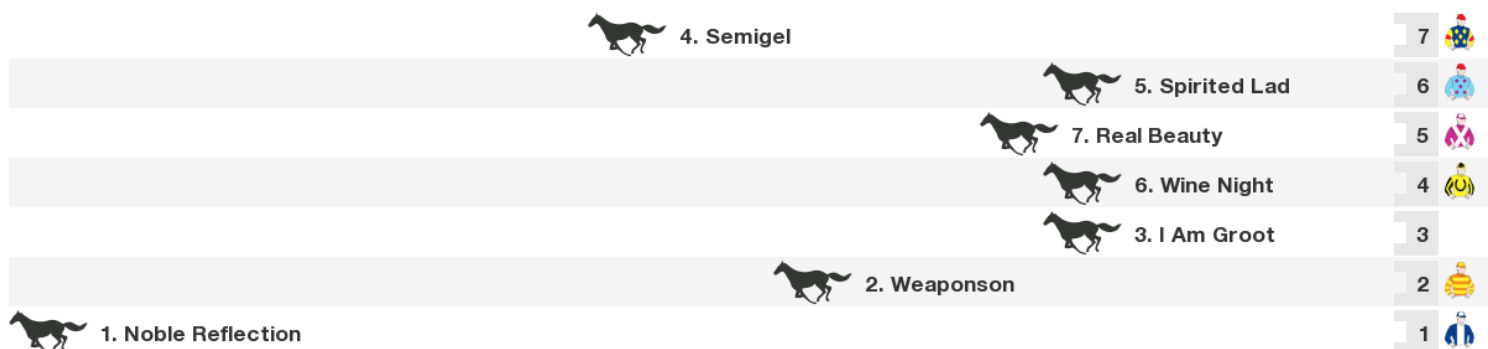 4. Semigel 7
5. Spirited Lad 6
7. Real Beauty 5
6. Wine Night 4
3. I Am Groot 3
2. Weaponson 2
1. Noble Reflection 1